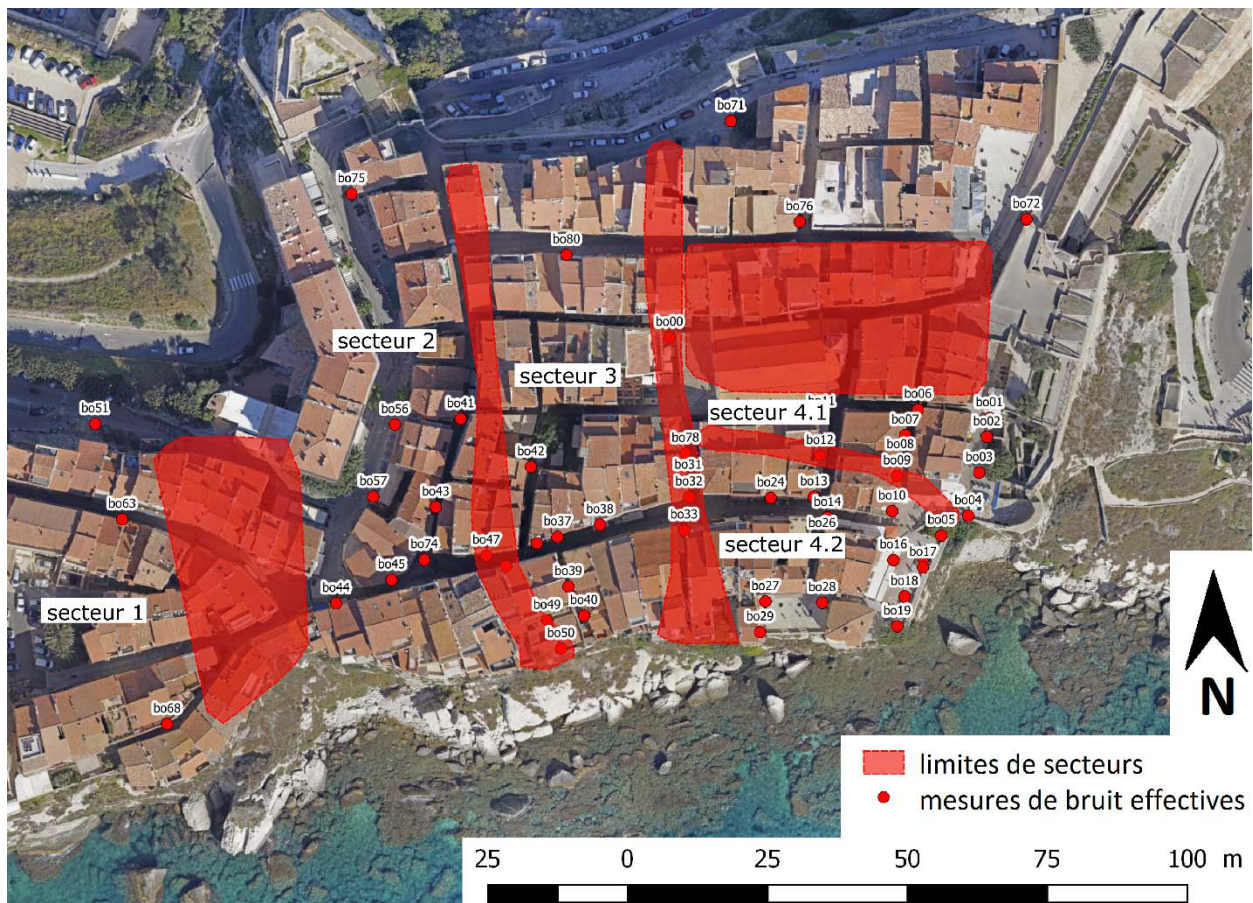 bo71
bo75
bo76
bo72
bo80
bo00
secteur 2
secteur 3
bo51
bo56
bo41
secteur 4.1
bo11
bo06
bo01
bo07
bo02
bo78
bo12
bo08
bo42
bo31
bo09
bo03
bo57
bo32
bo24
bo13
bo63
bo43
bo38
bo33
bo14
bo10
bo04
bo37
bo26
bo05
bo74
bo47
secteur 4.2
bo16
bo17
bo45
bo39
bo44
bo49
bo40
bo27
bo28
bo18
secteur 1
bo50
bo29
bo19
bo68
N
limites de secteurs
mesures de bruit effectives
25 0 25 50 75 100 m